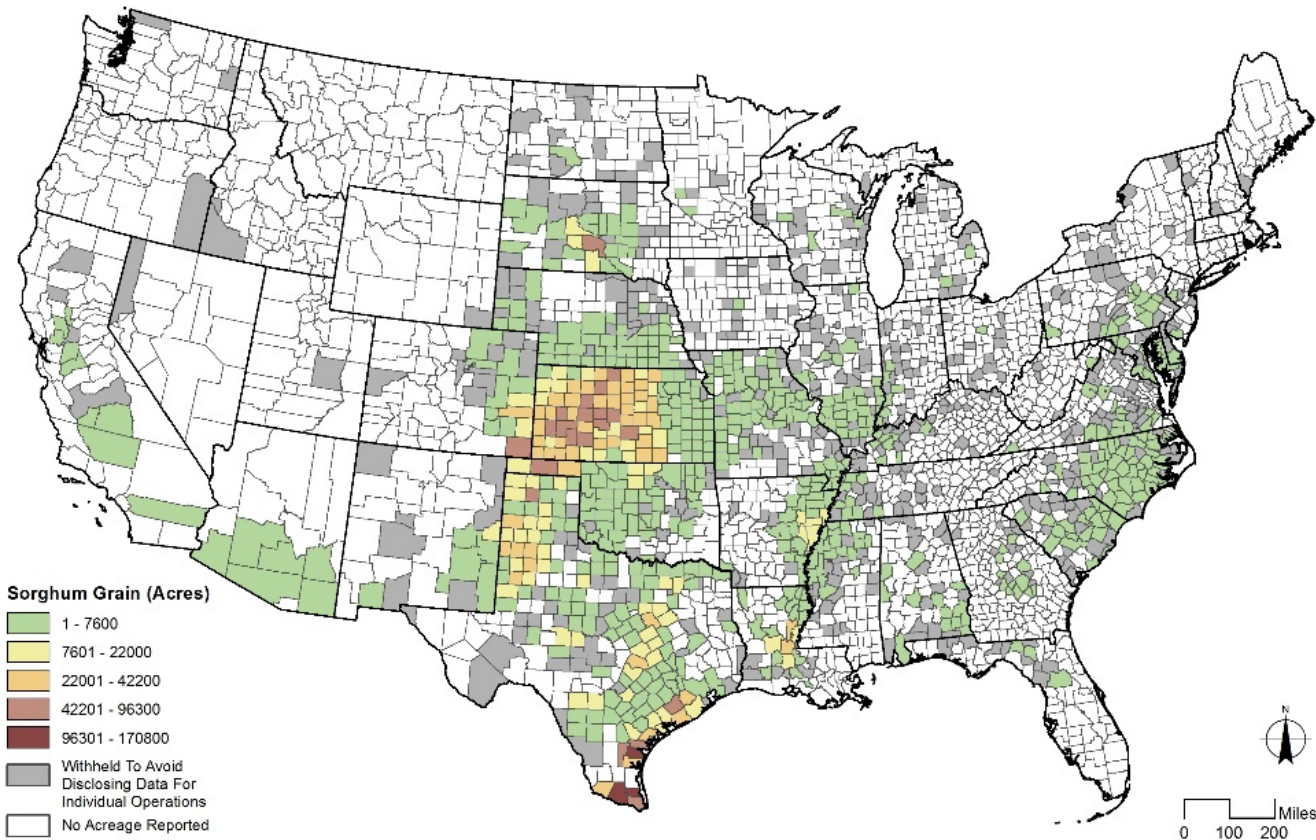 Sorghum Grain (Acres)
1 - 7600
7601 - 22000
22001 - 42200
42201 - 96300
96301 - 170800
Withheld To Avoid
Disclosing Data For
Individual Operations
No Acreage Reported
N
Miles
0 100 200